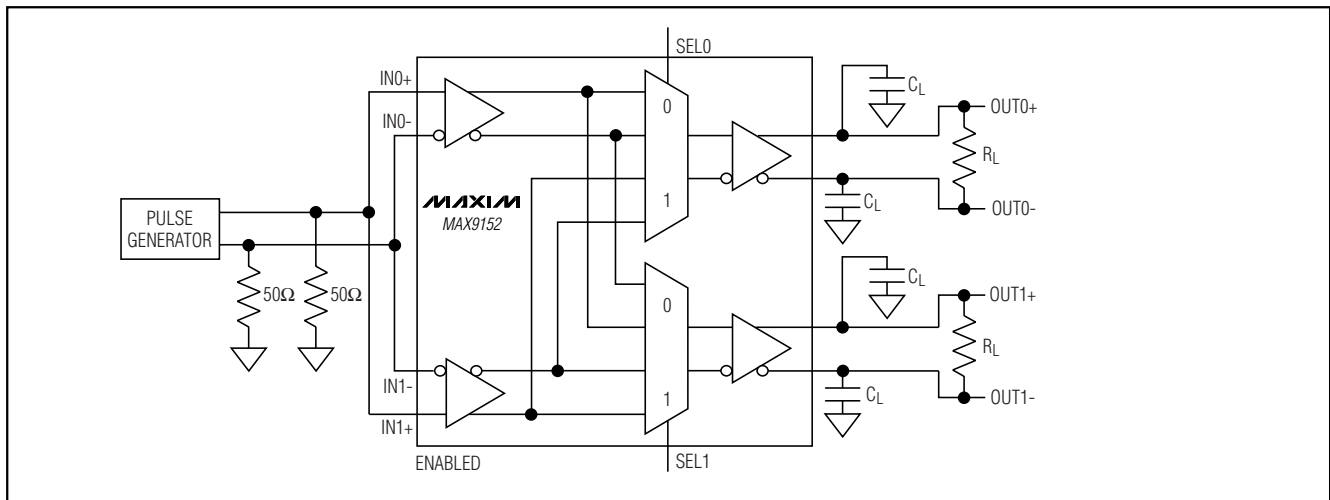 SEL0
IN0+
IN0-
0
1
C_L
OUT0+
R_L
C_L
OUT0-
MAXIM
MAX9152
PULSE
GENERATOR
50Ω
50Ω
0
1
C_L
OUT1+
R_L
C_L
OUT1-
IN1-
IN1+
ENABLED
SEL1